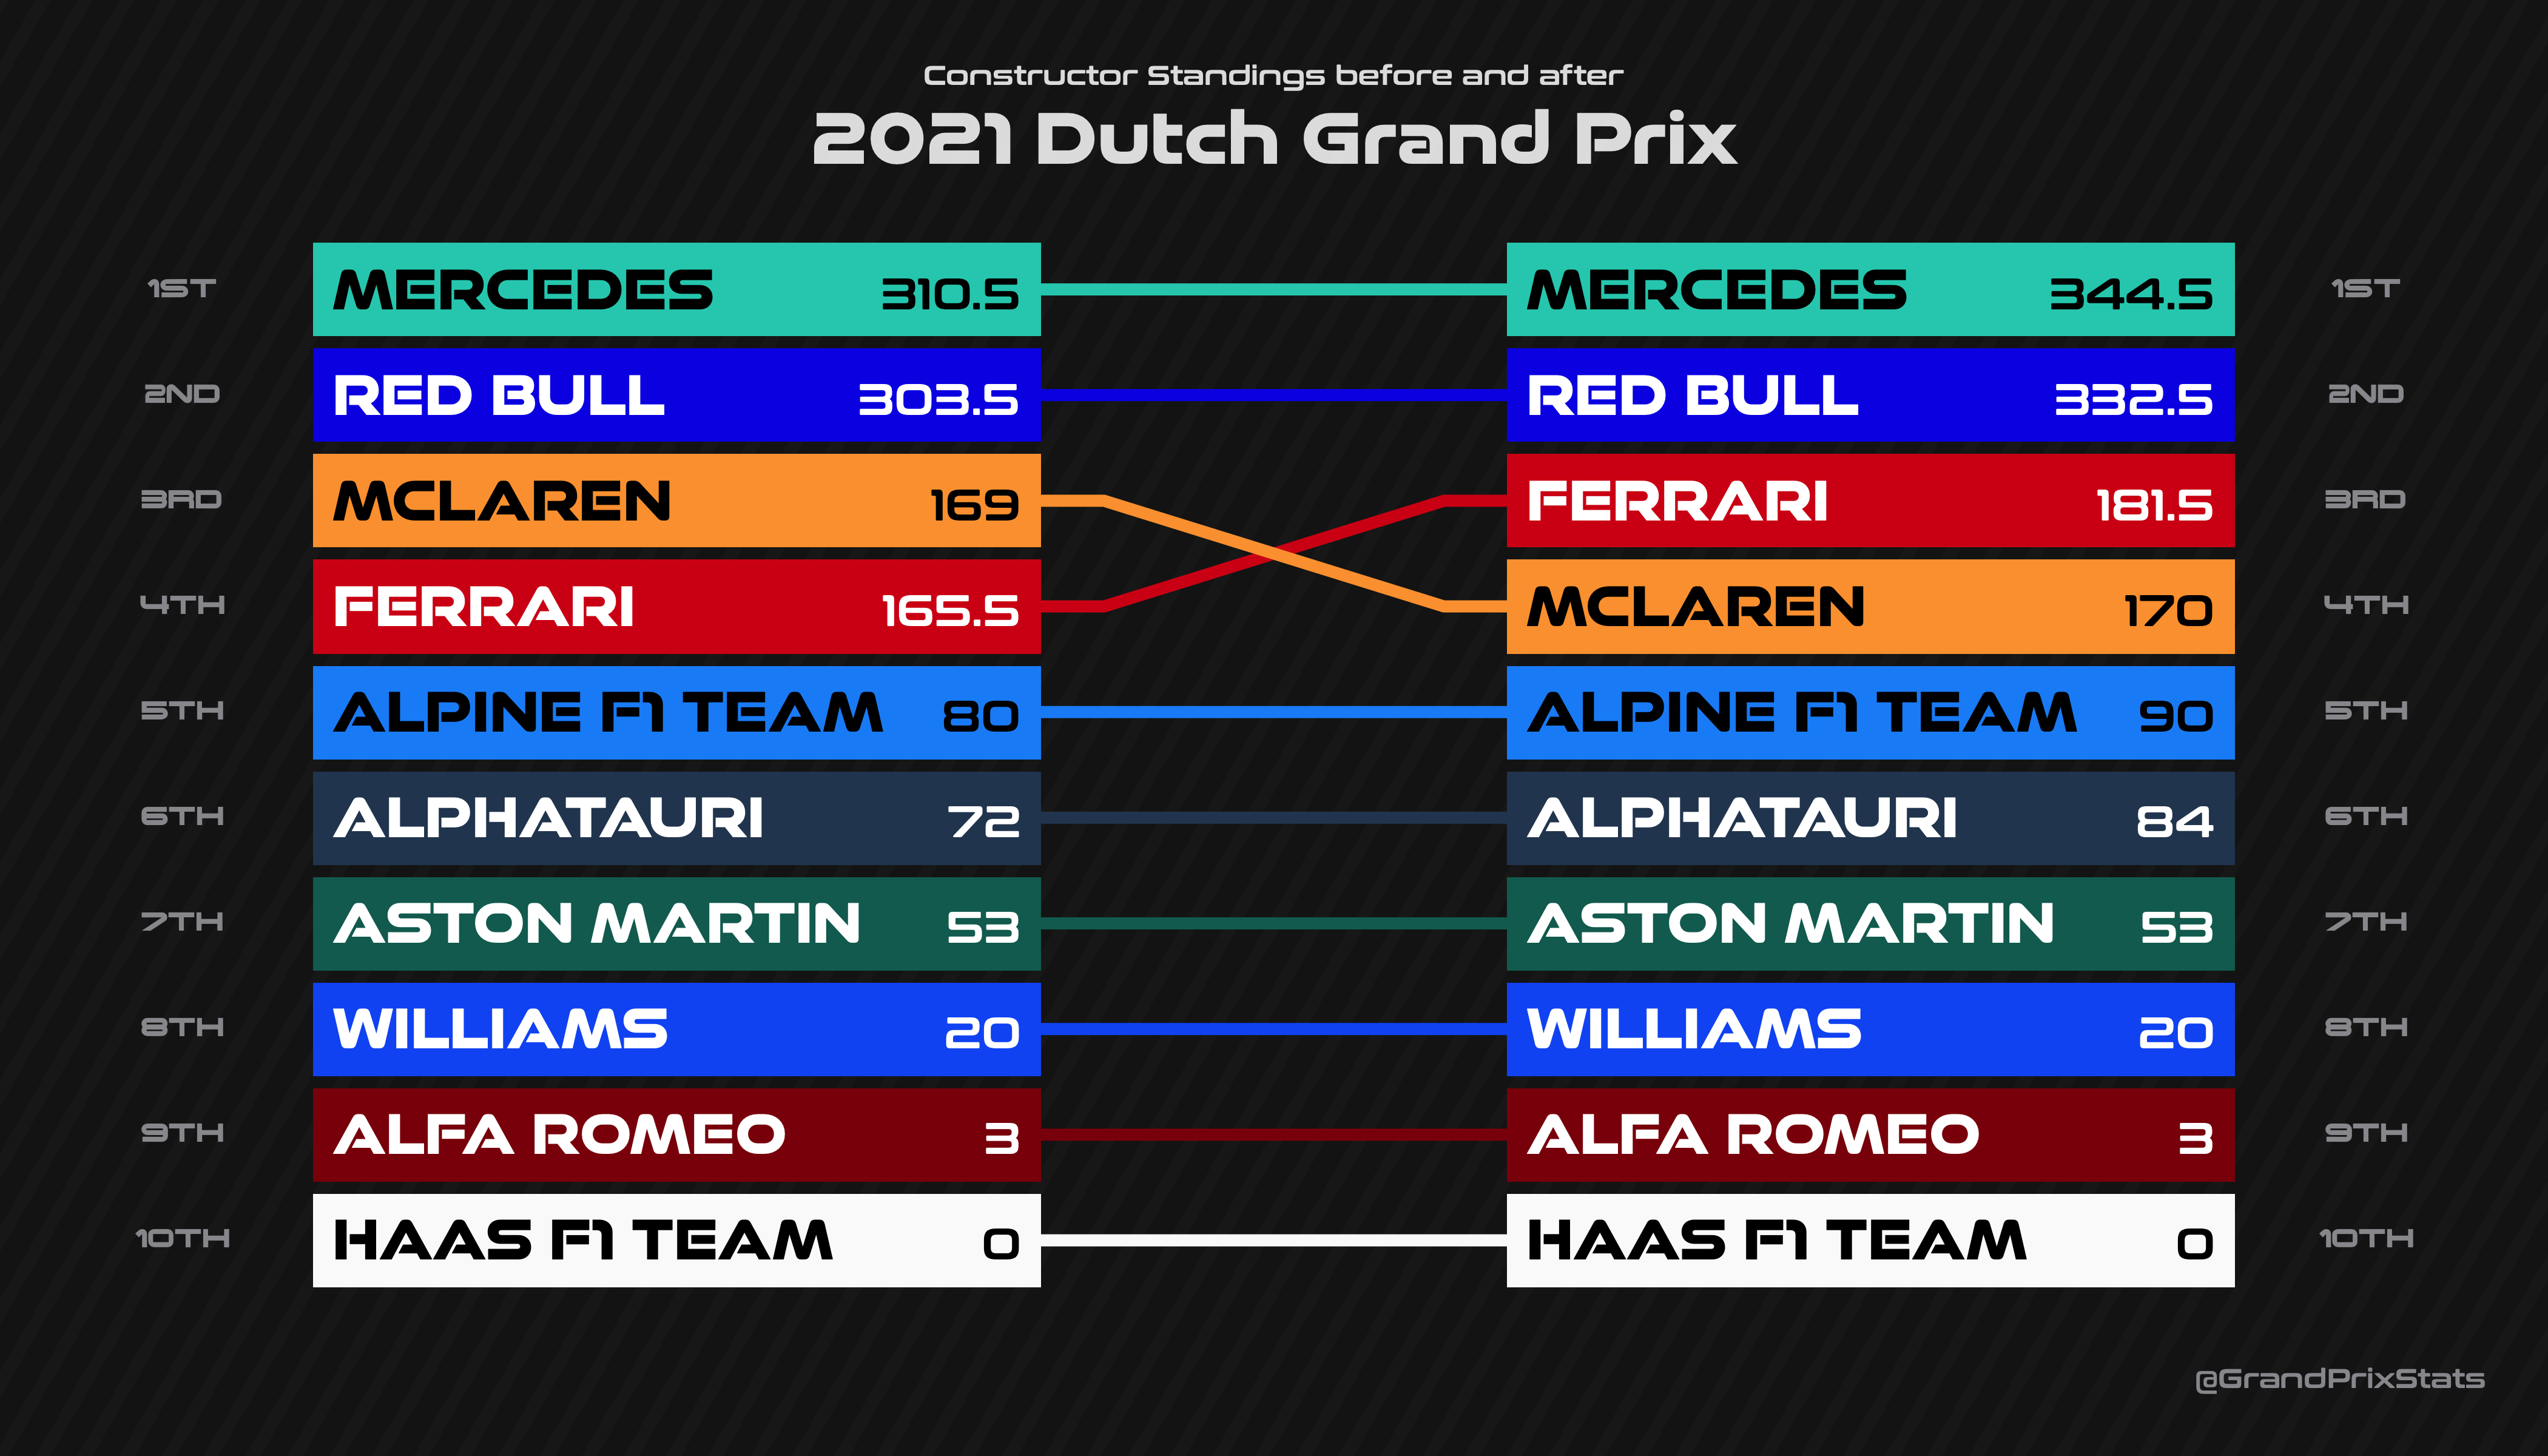 Constructor Standings before and after
2021 Dutch Grand Prix
1ST MERCEDES 310.5 MERCEDES 344.5 1ST
2ND RED BULL 303.5 RED BULL 332.5 2ND
3RD MCLAREN 169 FERRARI 181.5 3RD
4TH FERRARI 165.5 MCLAREN 170 4TH
5TH ALPINE F1 TEAM 80 ALPINE F1 TEAM 90 5TH
6TH ALPHATAURI 72 ALPHATAURI 84 6TH
7TH ASTON MARTIN 53 ASTON MARTIN 53 7TH
8TH WILLIAMS 20 WILLIAMS 20 8TH
9TH ALFA ROMEO 3 ALFA ROMEO 3 9TH
10TH HAAS F1 TEAM 0 HAAS F1 TEAM 0 10TH
@GrandPrixStats